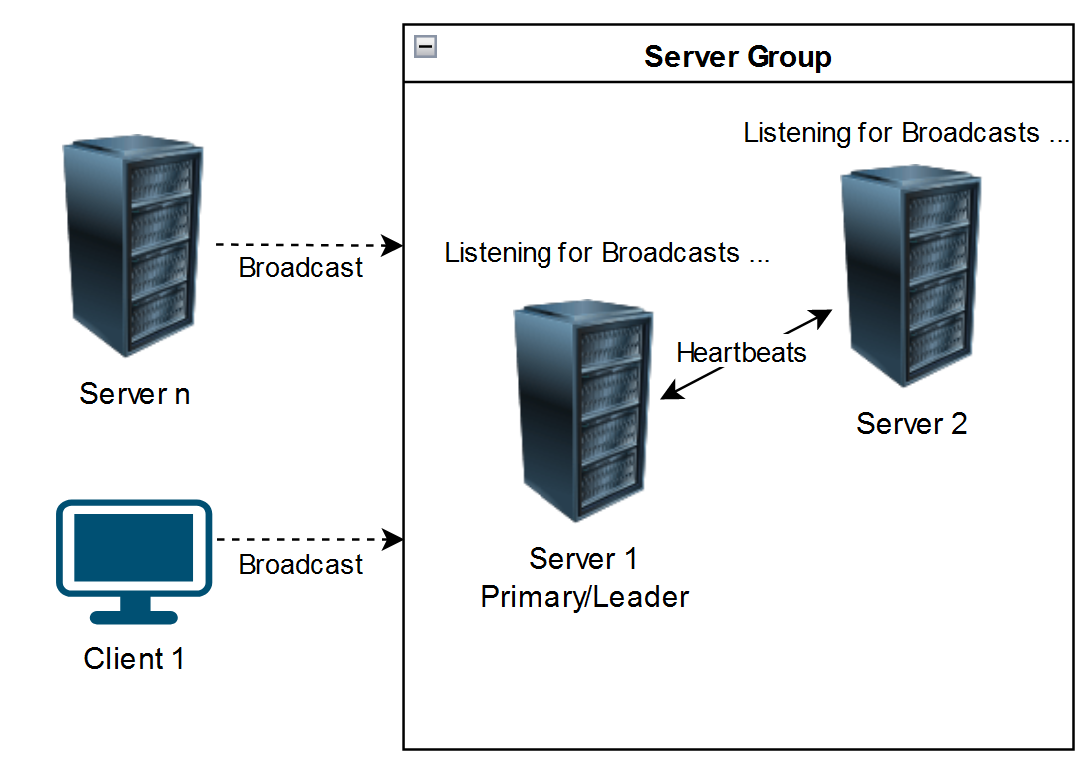 Server Group
Listening for Broadcasts ...
Listening for Broadcasts ...
Broadcast
Heartbeats
Server n
Server 2
Broadcast
Server 1
Primary/Leader
Client 1